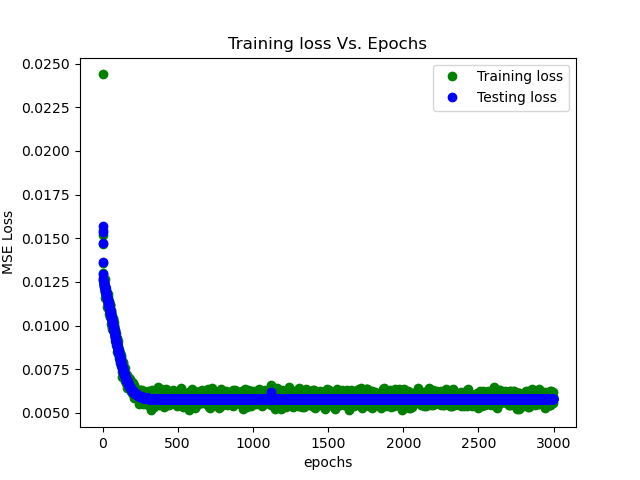 Training loss Vs. Epochs
MSE Loss
0.0250
0.0225
0.0200
0.0175
0.0150
0.0125
0.0100
0.0075
0.0050
Training loss
Testing loss
0 500 1000 1500 2000 2500 3000
epochs